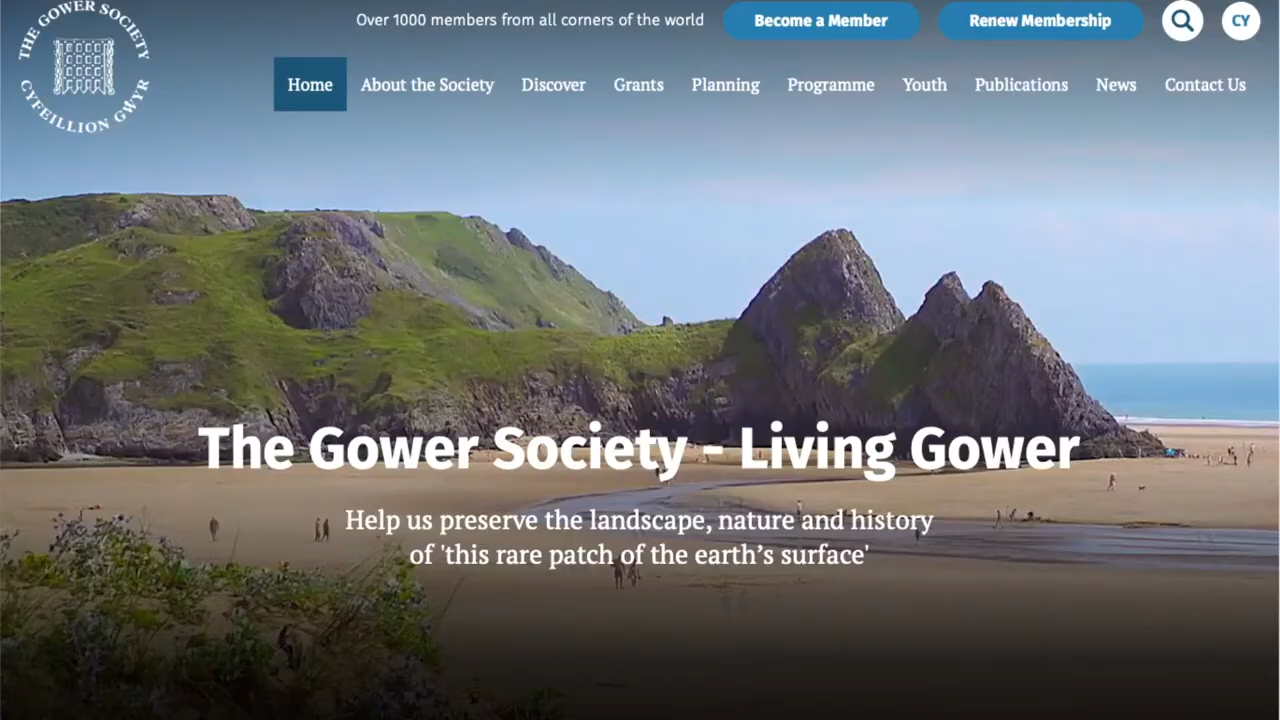 THE GOWER SOCIETY
CYFEILLION GWYR
Over 1000 members from all corners of the world
Become a Member
Renew Membership
CY
Home
About the Society
Discover
Grants
Planning
Programme
Youth
Publications
News
Contact Us
The Gower Society - Living Gower
Help us preserve the landscape, nature and history
of 'this rare patch of the earth’s surface'